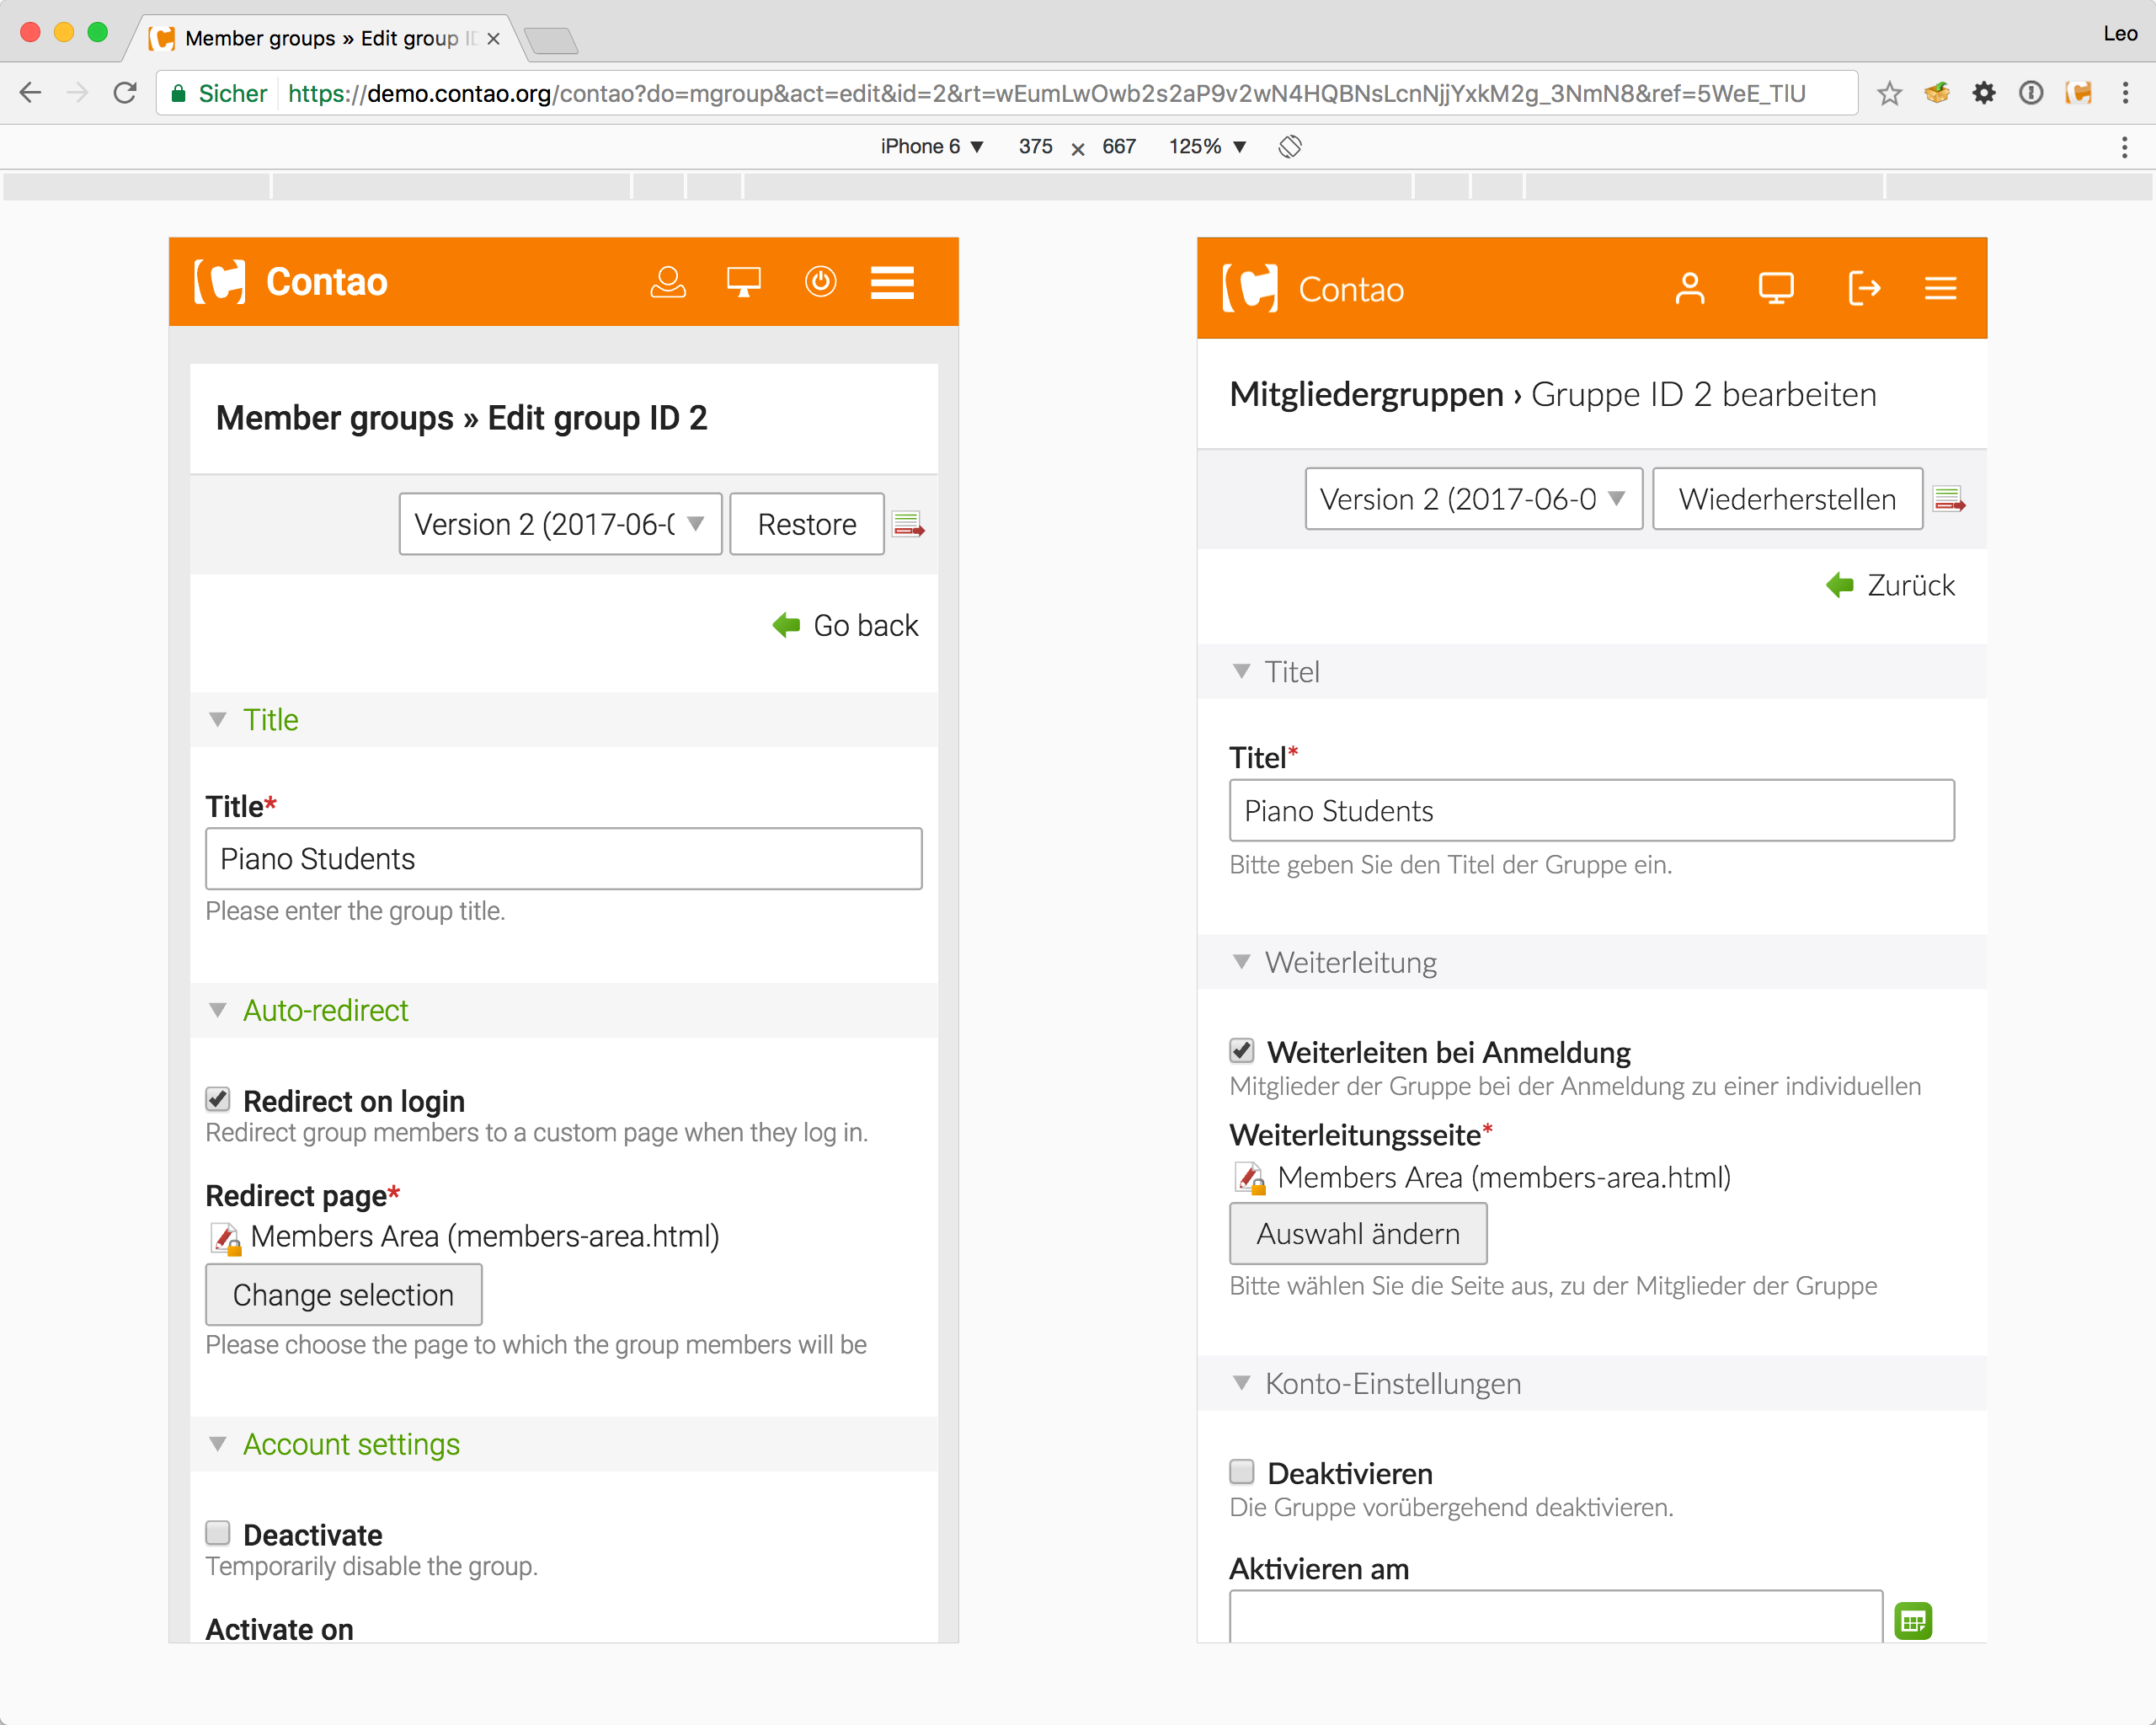 Member groups » Edit group ID
Leo
Sicher https://demo.contao.org/contao?do=mgroup&act=edit&id=2&rt=wEumLwOwb2s2aP9v2wN4HQBNsLcnNjjYxkM2g_3NmN8&ref=5WeE_TlU
iPhone 6 ▼ 375 × 667 125% ▼
Contao
Member groups » Edit group ID 2
Version 2 (2017-06-0 Restore
Go back
Title
Title*
Piano Students
Please enter the group title.
Auto-redirect
Redirect on login
Redirect group members to a custom page when they log in.
Redirect page*
Members Area (members-area.html)
Change selection
Please choose the page to which the group members will be
Account settings
Deactivate
Temporarily disable the group.
Activate on
Contao
Mitgliedergruppen › Gruppe ID 2 bearbeiten
Version 2 (2017-06-0 Wiederherstellen
Zurück
Titel
Titel*
Piano Students
Bitte geben Sie den Titel der Gruppe ein.
Weiterleitung
Weiterleiten bei Anmeldung
Mitglieder der Gruppe bei der Anmeldung zu einer individuellen
Weiterleitungsseite*
Members Area (members-area.html)
Auswahl ändern
Bitte wählen Sie die Seite aus, zu der Mitglieder der Gruppe
Konto-Einstellungen
Deaktivieren
Die Gruppe vorübergehend deaktivieren.
Aktivieren am